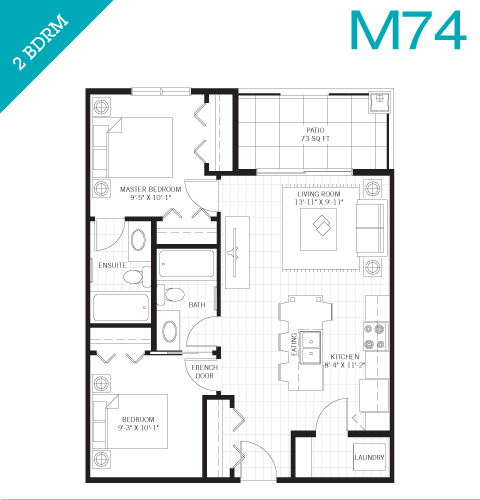 2 BDRM
M74
PATIO
73 SQ FT
MASTER BEDROOM
9'-5" X 10'-1"
LIVING ROOM
13'-11" X 9'-11"
ENSUITE
BATH
EATING
KITCHEN
8'-4" X 11'-2"
FRENCH
DOOR
BEDROOM
9'-3" X 10'-1"
LAUNDRY